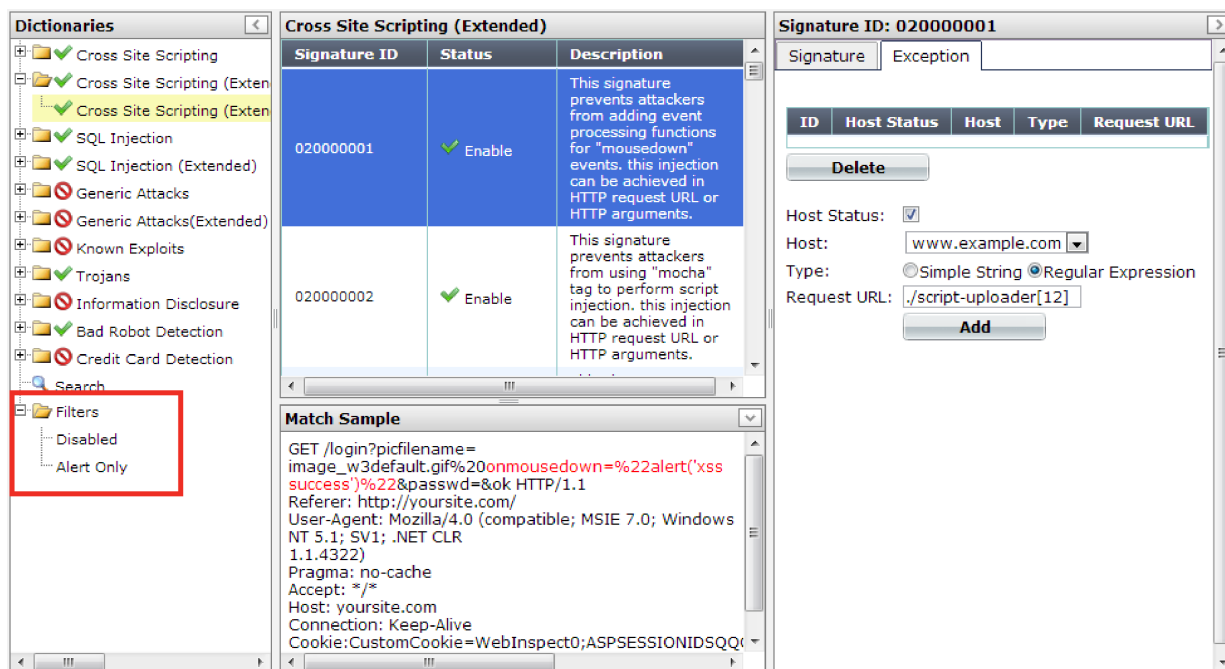 Dictionaries
Cross Site Scripting
Cross Site Scripting (Exten
Cross Site Scripting (Exten
SQL Injection
SQL Injection (Extended)
Generic Attacks
Generic Attacks(Extended)
Known Exploits
Trojans
Information Disclosure
Bad Robot Detection
Credit Card Detection
Search
Filters
Disabled
Alert Only
Cross Site Scripting (Extended)
Signature ID Status Description
020000001 Enable
This signature
prevents attackers
from adding event
processing functions
for "mousedown"
events. this injection
can be achieved in
HTTP request URL or
HTTP arguments.
020000002 Enable
This signature
prevents attackers
from using "mocha"
tag to perform script
injection. this injection
can be achieved in
HTTP request URL or
HTTP arguments.
Match Sample
GET /login?picfilename=
image_w3default.gif%20onmousedown=%22alert('xss
success')%22&passwd=&ok HTTP/1.1
Referer: http://yoursite.com/
User-Agent: Mozilla/4.0 (compatible; MSIE 7.0; Windows
NT 5.1; SV1; .NET CLR
1.1.4322)
Pragma: no-cache
Accept: */*
Host: yoursite.com
Connection: Keep-Alive
Cookie:CustomCookie=WebInspect0;ASPSESSIONIDSQQ
Signature ID: 020000001
Signature Exception
ID Host Status Host Type Request URL
Delete
Host Status:
Host: www.example.com
Type: Simple String Regular Expression
Request URL: ./script-uploader[12]
Add